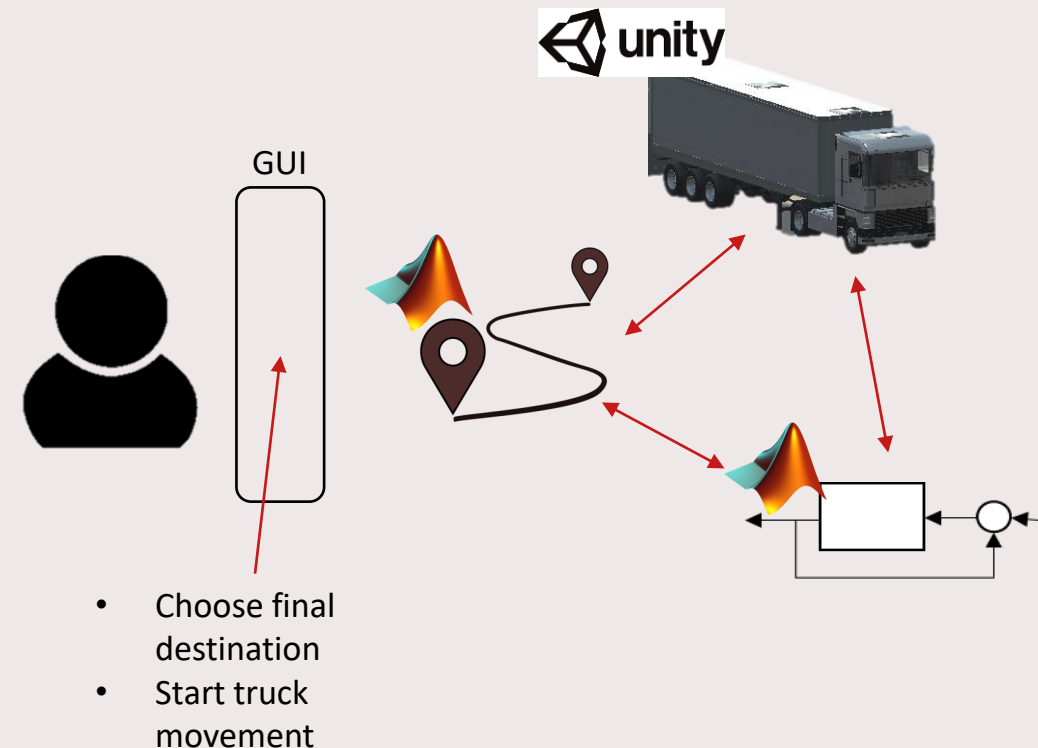 unity
GUI
• Choose final
destination
• Start truck
movement